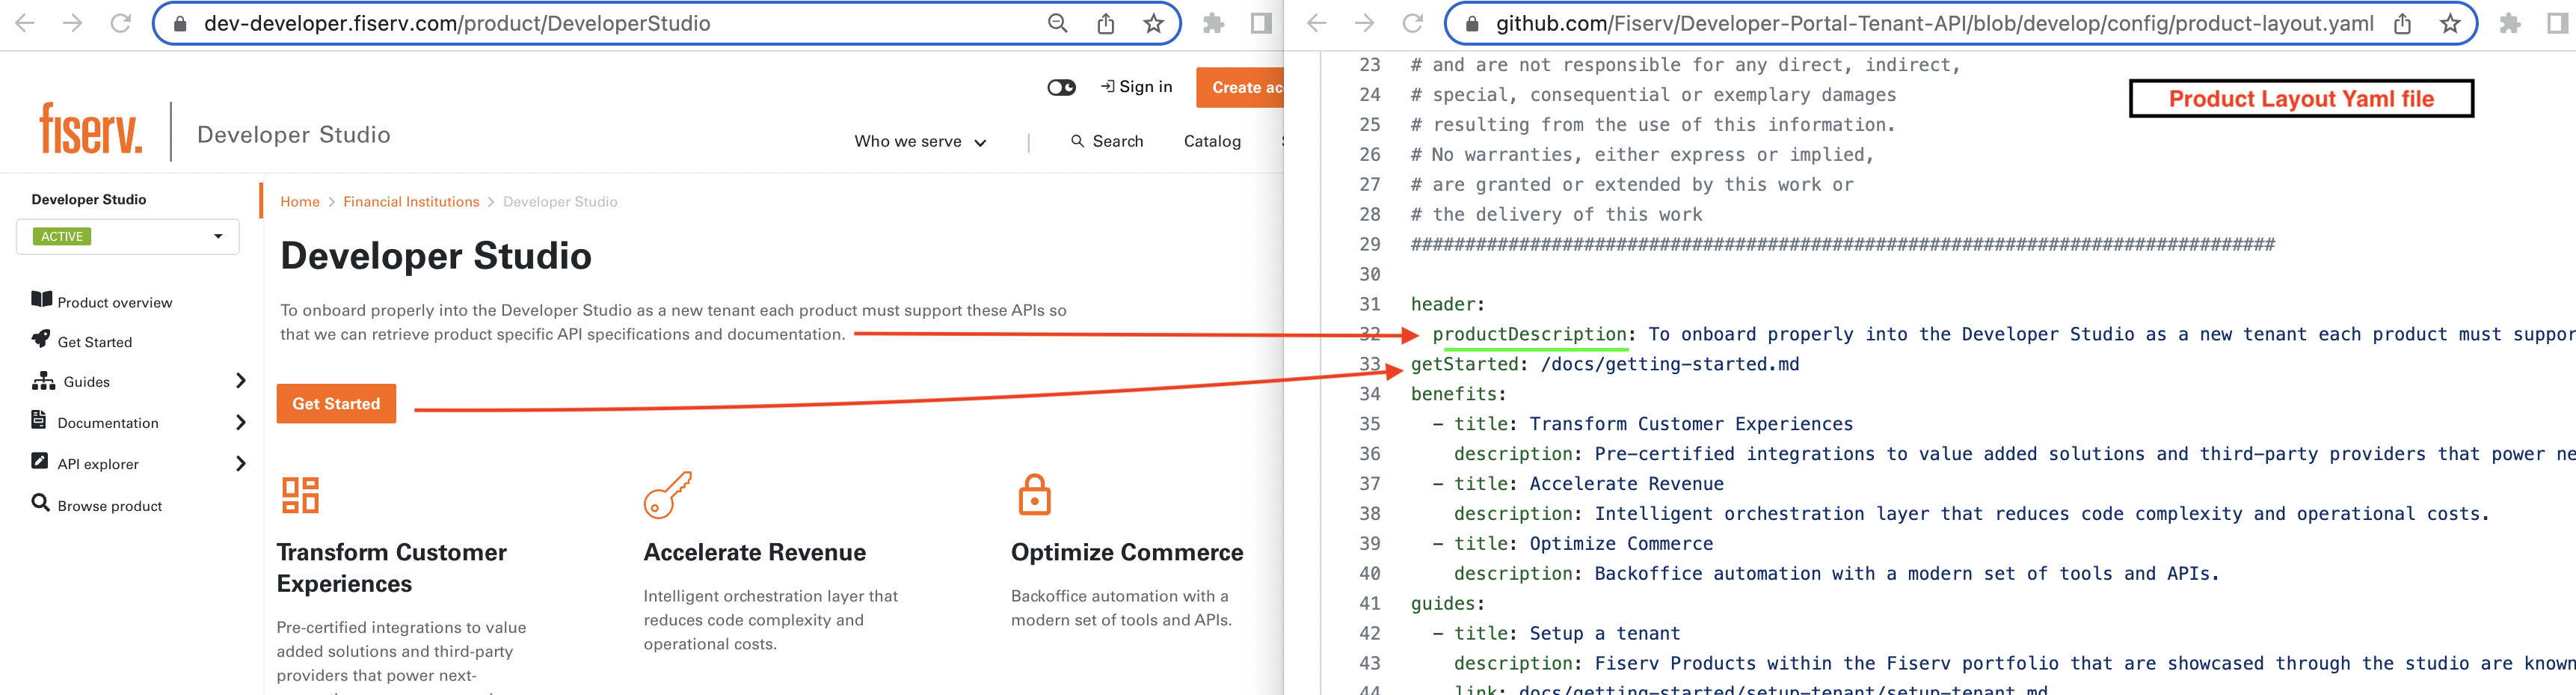 dev-developer.fiserv.com/product/DeveloperStudio
Sign in
Create ac
fiserv.
Developer Studio
Who we serve
Search
Catalog
Developer Studio
ACTIVE
Product overview
Get Started
Guides
Documentation
API explorer
Browse product
Home > Financial Institutions > Developer Studio
Developer Studio
To onboard properly into the Developer Studio as a new tenant each product must support these APIs so
that we can retrieve product specific API specifications and documentation.
Get Started
Transform Customer
Experiences
Pre-certified integrations to value
added solutions and third-party
providers that power next-
Accelerate Revenue
Intelligent orchestration layer that
reduces code complexity and
operational costs.
Optimize Commerce
Backoffice automation with a
modern set of tools and APIs.
github.com/Fiserv/Developer-Portal-Tenant-API/blob/develop/config/product-layout.yaml
Product Layout Yaml file
23 # and are not responsible for any direct, indirect,
24 # special, consequential or exemplary damages
25 # resulting from the use of this information.
26 # No warranties, either express or implied,
27 # are granted or extended by this work or
28 # the delivery of this work
29 ################################################################################
30
31 header:
32 productDescription: To onboard properly into the Developer Studio as a new tenant each product must suppor
33 getStarted: /docs/getting-started.md
34 benefits:
35 - title: Transform Customer Experiences
36 description: Pre-certified integrations to value added solutions and third-party providers that power ne
37 - title: Accelerate Revenue
38 description: Intelligent orchestration layer that reduces code complexity and operational costs.
39 - title: Optimize Commerce
40 description: Backoffice automation with a modern set of tools and APIs.
41 guides:
42 - title: Setup a tenant
43 description: Fiserv Products within the Fiserv portfolio that are showcased through the studio are known
44 link: docs/getting-started/setup-tenant/setup-tenant.md